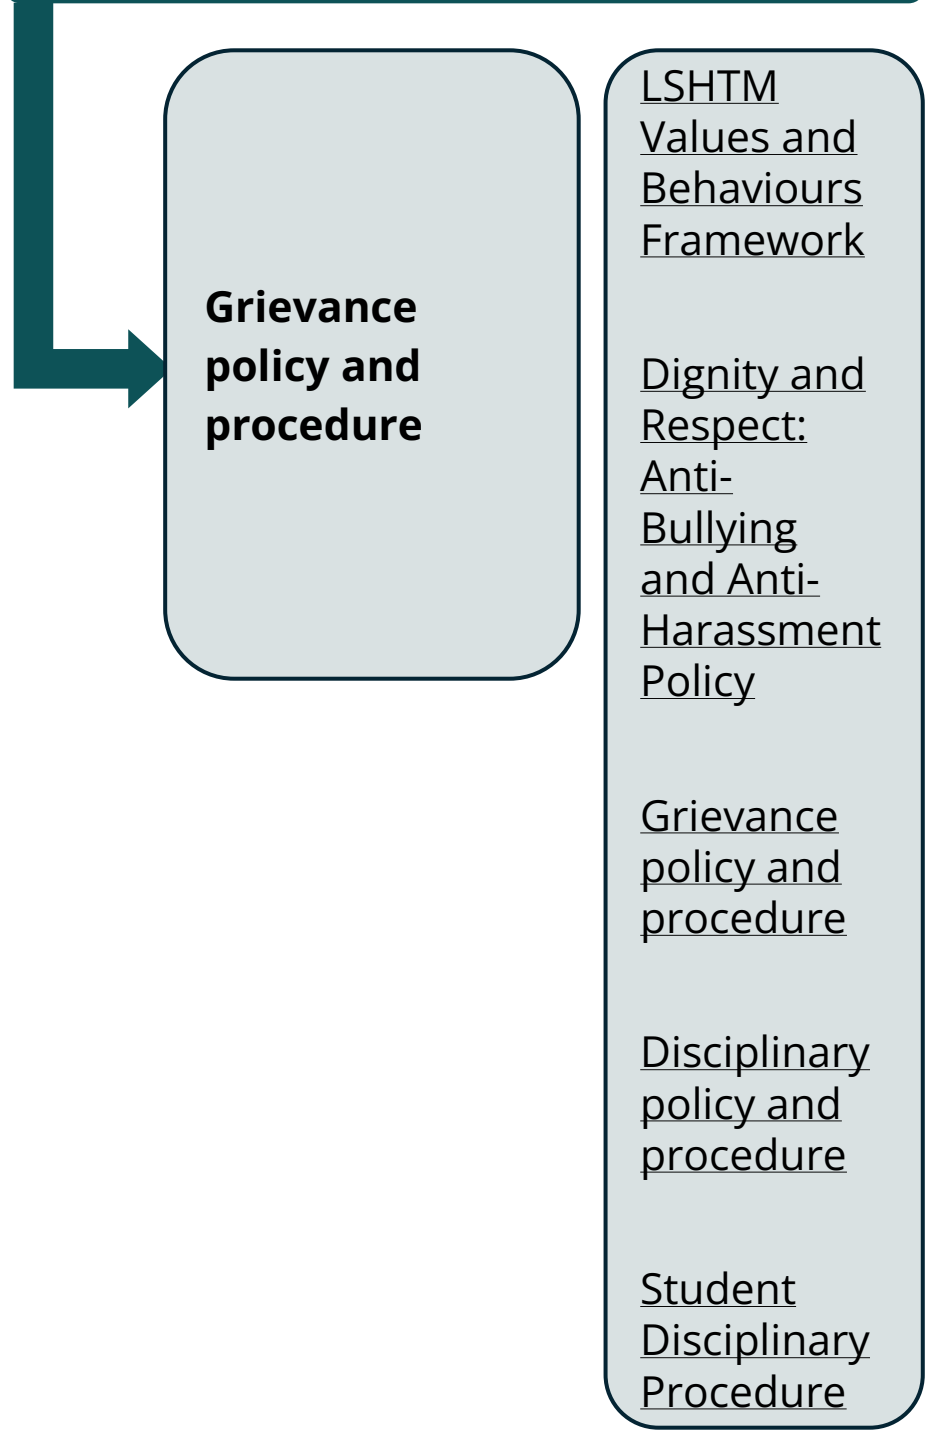 Grievance
policy and
procedure
LSHTM
Values and
Behaviours
Framework
Dignity and
Respect:
Anti-
Bullying
and Anti-
Harassment
Policy
Grievance
policy and
procedure
Disciplinary
policy and
procedure
Student
Disciplinary
Procedure